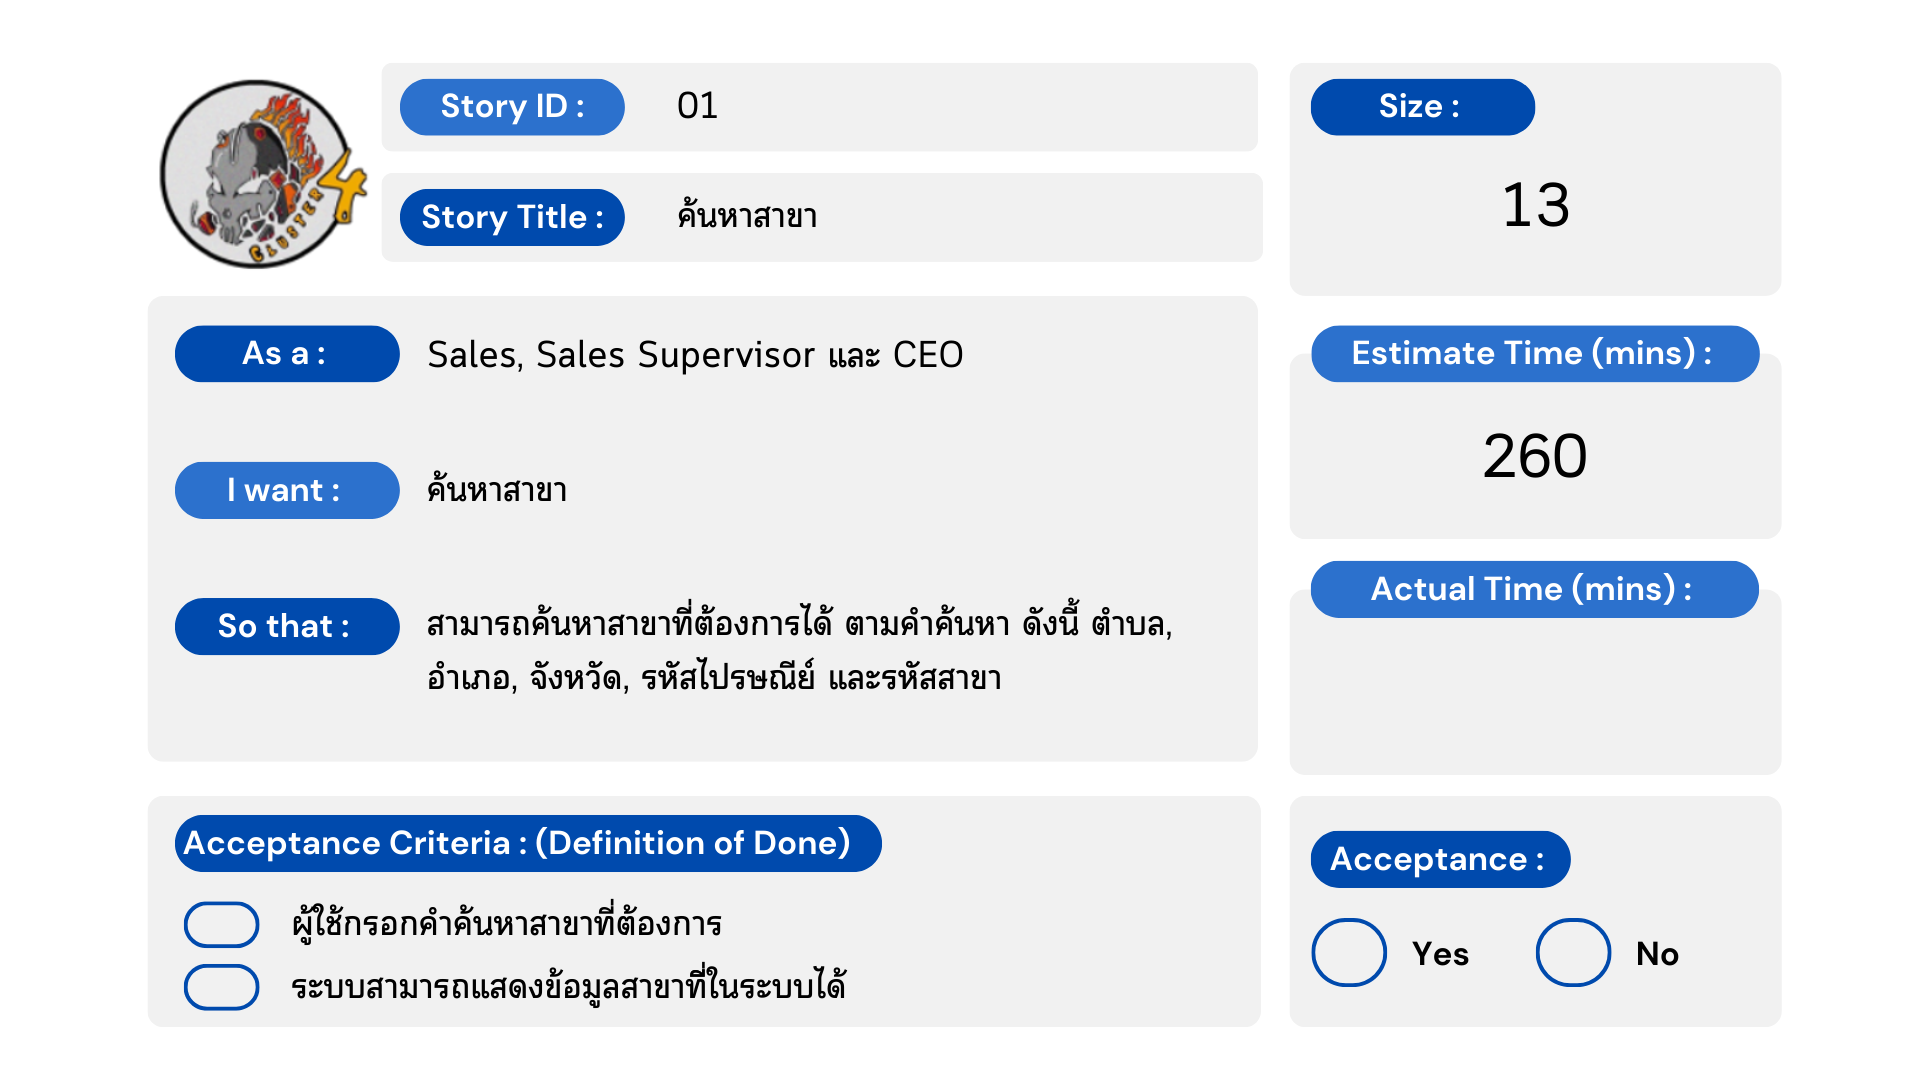 CLUSTER 4
Story ID : 01
Story Title : ค้นหาสาขา
Size :
13
As a : Sales, Sales Supervisor และ CEO
I want : ค้นหาสาขา
So that : สามารถค้นหาสาขาที่ต้องการได้ ตามคำค้นหา ดังนี้ ตำบล,
อำเภอ, จังหวัด, รหัสไปรษณีย์ และรหัสสาขา
Estimate Time (mins) :
260
Actual Time (mins) :
Acceptance Criteria : (Definition of Done)
ผู้ใช้กรอกคำค้นหาสาขาที่ต้องการ
ระบบสามารถแสดงข้อมูลสาขาที่ในระบบได้
Acceptance :
Yes No